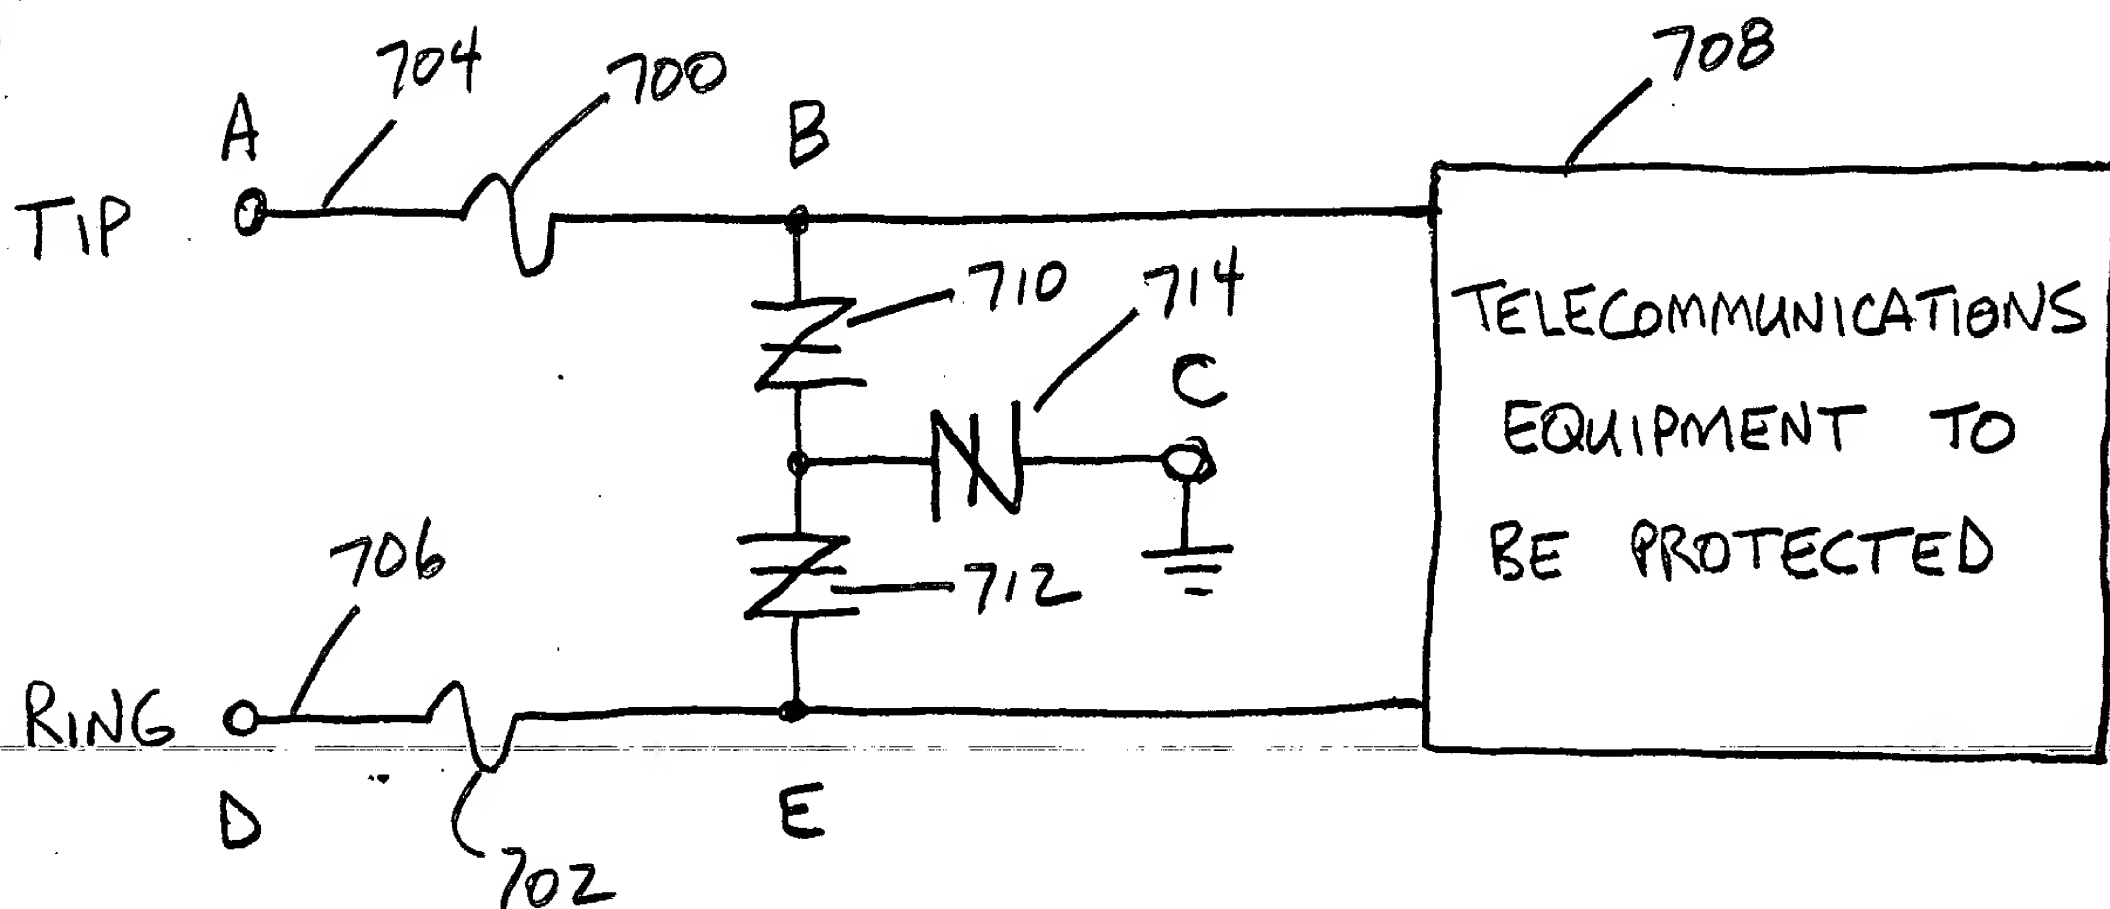 704
700
708
A
B
TIP
710
714
C
TELECOMMUNICATIONS
EQUIPMENT TO
BE PROTECTED
706
712
RING
D
E
702